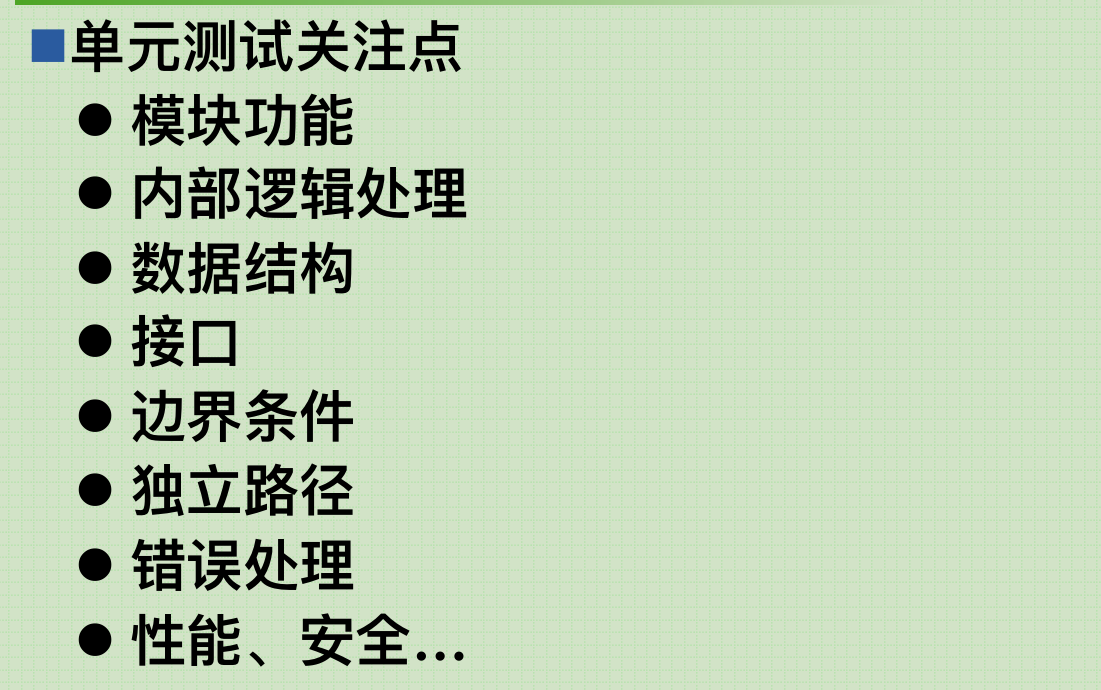 单元测试关注点
模块功能
内部逻辑处理
数据结构
接口
边界条件
独立路径
错误处理
性能、安全…